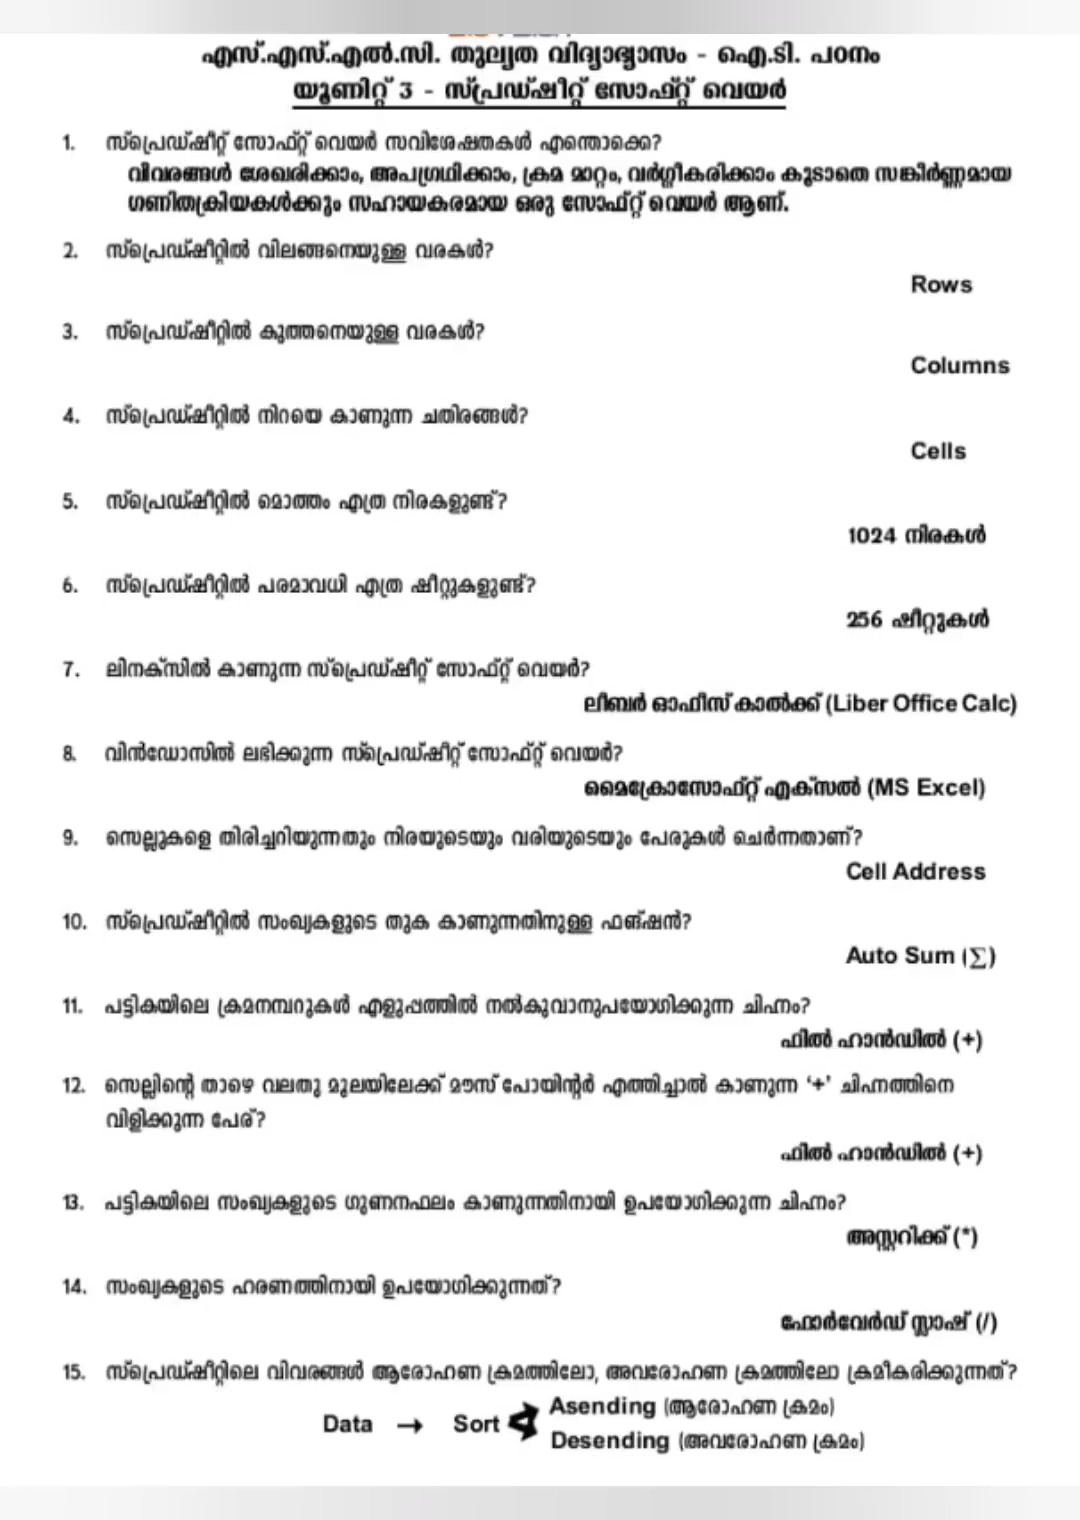 എസ്.എസ്.എൽ.സി. തുല്യത വിദ്യാഭ്യാസം - ഐ.ടി. പഠനം
യൂണിറ്റ് 3 - സ്പ്രെഡ്ഷീറ്റ് സോഫ്റ്റ് വെയർ
1. സ്പ്രെഡ്ഷീറ്റ് സോഫ്റ്റ് വെയർ സവിശേഷതകൾ എന്തൊക്കെ?
വിവരങ്ങൾ ശേഖരിക്കാം, അപഗ്രഥിക്കാം, ക്രമ മാറ്റം, വർഗ്ഗീകരിക്കാം കൂടാതെ സങ്കീർണ്ണമായ
ഗണിതക്രിയകൾക്കും സഹായകരമായ ഒരു സോഫ്റ്റ് വെയർ ആണ്.
2. സ്പ്രെഡ്ഷീറ്റിൽ വിലങ്ങനെയുള്ള വരകൾ?
Rows
3. സ്പ്രെഡ്ഷീറ്റിൽ കുത്തനെയുള്ള വരകൾ?
Columns
4. സ്പ്രെഡ്ഷീറ്റിൽ നിറയെ കാണുന്ന ചതിരങ്ങൾ?
Cells
5. സ്പ്രെഡ്ഷീറ്റിൽ മൊത്തം എത്ര നിരകളുണ്ട്?
1024 നിരകൾ
6. സ്പ്രെഡ്ഷീറ്റിൽ പരമാവധി എത്ര ഷീറ്റുകളുണ്ട്?
256 ഷീറ്റുകൾ
7. ലിനക്സിൽ കാണുന്ന സ്പ്രെഡ്ഷീറ്റ് സോഫ്റ്റ് വെയർ?
ലീബർ ഓഫീസ് കാൽക്ക് (Liber Office Calc)
8. വിൻഡോസിൽ ലഭിക്കുന്ന സ്പ്രെഡ്ഷീറ്റ് സോഫ്റ്റ് വെയർ?
മൈക്രോസോഫ്റ്റ് എക്സൽ (MS Excel)
9. സെല്ലുകളെ തിരിച്ചറിയുന്നതും നിരയുടെയും വരിയുടെയും പേരുകൾ ചെർന്നതാണ്?
Cell Address
10. സ്പ്രെഡ്ഷീറ്റിൽ സംഖ്യകളുടെ തുക കാണുന്നതിനുള്ള ഫങ്ഷൻ?
Auto Sum (∑)
11. പട്ടികയിലെ ക്രമനമ്പറുകൾ എളുപ്പത്തിൽ നൽകുവാനുപയോഗിക്കുന്ന ചിഹ്നം?
ഫിൽ ഹാൻഡിൽ (+)
12. സെല്ലിന്റെ താഴെ വലതു മൂലയിലേക്ക് മൗസ് പോയിന്റർ എത്തിച്ചാൽ കാണുന്ന ‘+’ ചിഹ്നത്തിനെ
വിളിക്കുന്ന പേര്?
ഫിൽ ഹാൻഡിൽ (+)
13. പട്ടികയിലെ സംഖ്യകളുടെ ഗുണനഫലം കാണുന്നതിനായി ഉപയോഗിക്കുന്ന ചിഹ്നം?
അസ്റ്ററിക്ക് (*)
14. സംഖ്യകളുടെ ഹരണത്തിനായി ഉപയോഗിക്കുന്നത്?
ഫോർവേർഡ് സ്ലാഷ് (/)
15. സ്പ്രെഡ്ഷീറ്റിലെ വിവരങ്ങൾ ആരോഹണ ക്രമത്തിലോ, അവരോഹണ ക്രമത്തിലോ ക്രമീകരിക്കുന്നത്?
Data → Sort
Asending (ആരോഹണ ക്രമം)
Desending (അവരോഹണ ക്രമം)